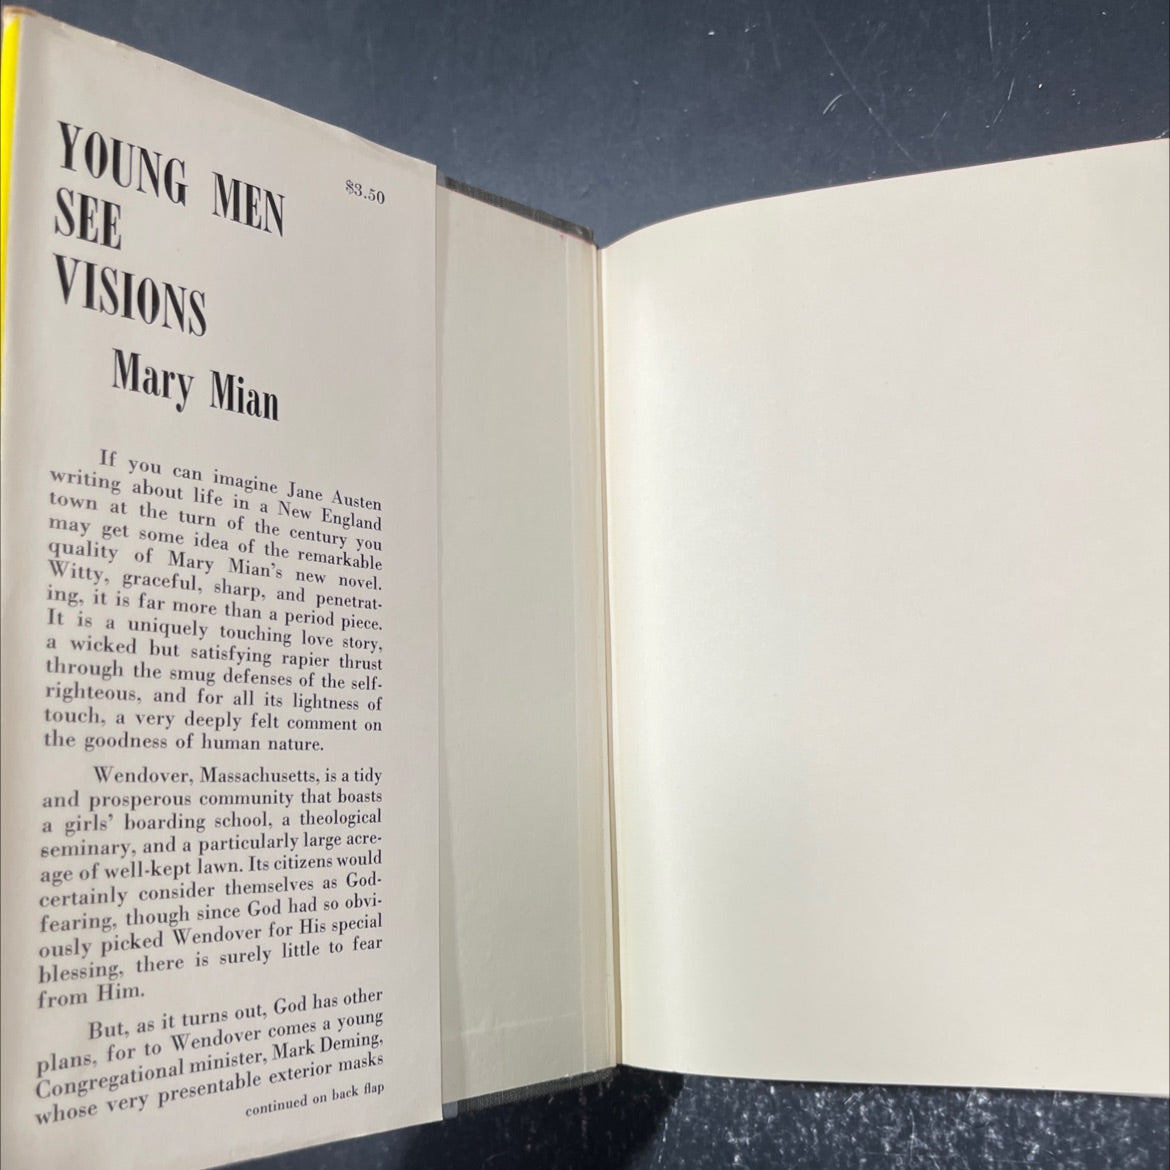 YOUNG MEN
$3.50
SEE
VISIONS
Mary Mian
If you can imagine Jane Austen
writing about life in a New England
town at the turn of the century you
may get some idea of the remarkable
quality of Mary Mian's new novel.
Witty, graceful, sharp, and penetrat-
ing, it is far more than a period piece.
It is a uniquely touching love story,
a wicked but satisfying rapier thrust
through the smug defenses of the self-
righteous, and for all its lightness of
touch, a very deeply felt comment on
the goodness of human nature.
Wendover, Massachusetts, is a tidy
and prosperous community that boasts
a girls' boarding school, a theological
seminary, and a particularly large acre-
age of well-kept lawn. Its citizens would
certainly consider themselves as God-
fearing, though since God had so obvi-
ously picked Wendover for His special
blessing, there is surely little to fear
from Him.
But, as it turns out, God has other
plans, for to Wendover comes a young
Congregational minister, Mark Deming,
whose very presentable exterior masks
continued on back flap